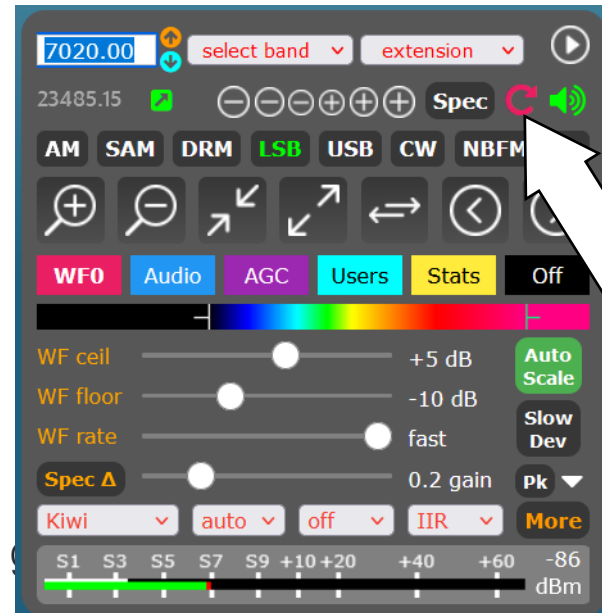 7020.00 select band extension
23485.15 Spec
AM SAM DRM LSB USB CW NBFM
WF0 Audio AGC Users Stats Off
WF ceil +5 dB Auto Scale
WF floor -10 dB
WF rate fast Slow Dev
Spec Δ 0.2 gain Pk
Kiwi auto off IIR More
S1 S3 S5 S7 S9 +10 +20 +40 +60 -86 dBm